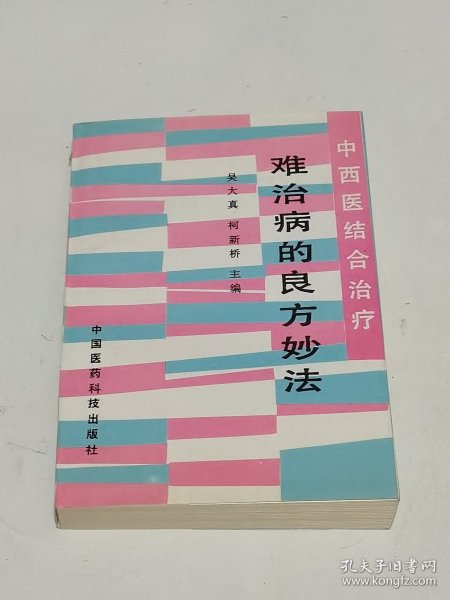 中西医结合治疗
难治病的良方妙法
吴大真 柯新桥 主编
中国医药科技出版社
孔夫子旧书网
www.kongfz.com